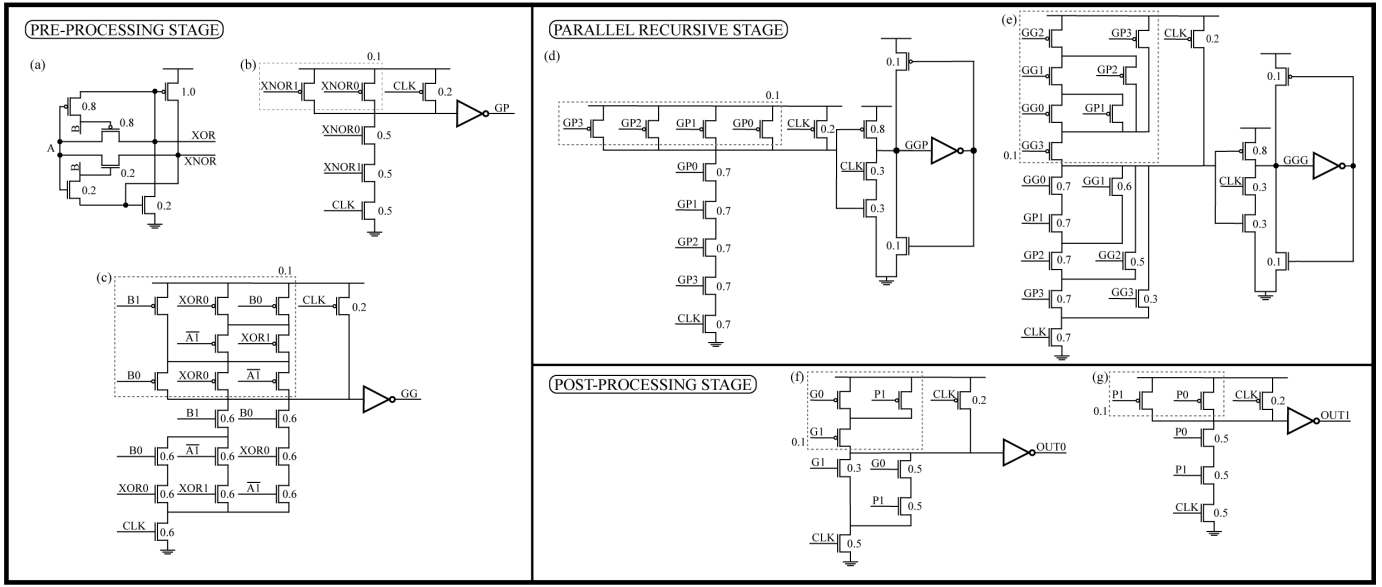 PRE-PROCESSING STAGE
(a)
0.8
B
0.8
A
B
0.2
0.2
1.0
XOR
XNOR
0.2
(b)
0.1
XNOR1
XNOR0
CLK
0.2
GP
XNOR0
0.5
XNOR1
0.5
CLK
0.5
(c)
0.1
B1
XOR0
B0
CLK
0.2
A1
XOR1
B0
XOR0
A1
GG
B1
0.6
B0
0.6
B0
0.6
A1
0.6
XOR0
0.6
XOR0
0.6
XOR1
0.6
A1
0.6
CLK
0.6
PARALLEL RECURSIVE STAGE
(d)
0.1
GP3
GP2
GP1
GP0
CLK
0.2
0.8
0.1
GGP
CLK
0.3
0.3
0.1
GP0
0.7
GP1
0.7
GP2
0.7
GP3
0.7
CLK
0.7
(e)
GG2
GP3
CLK
0.2
GG1
GP2
GG0
GP1
GG3
0.1
0.1
0.8
GGG
CLK
0.3
0.3
0.1
GG0
0.7
GG1
0.6
GP1
0.7
GP2
0.7
GG2
0.5
GP3
0.7
GG3
0.3
CLK
0.7
POST-PROCESSING STAGE
(f)
G0
P1
CLK
0.2
G1
0.1
OUT0
G1
0.3
G0
0.5
P1
0.5
CLK
0.5
(g)
P1
P0
CLK
0.2
0.1
OUT1
P0
0.5
P1
0.5
CLK
0.5